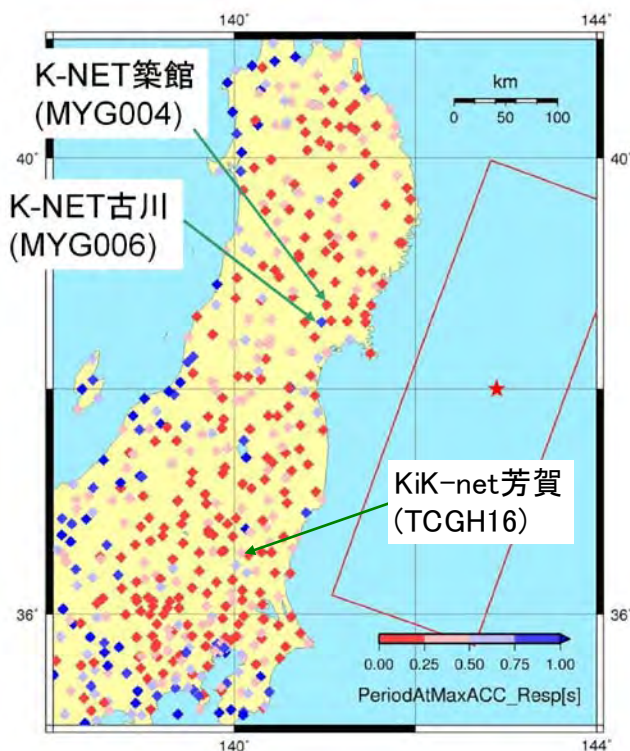 140°
144°
K-NET築館
(MYG004)
km
0 50 100
40°
40°
K-NET古川
(MYG006)
KiK-net芳賀
(TCGH16)
36°
36°
0.00 0.25 0.50 0.75 1.00
PeriodAtMaxACC_Resp[s]
140°
144°